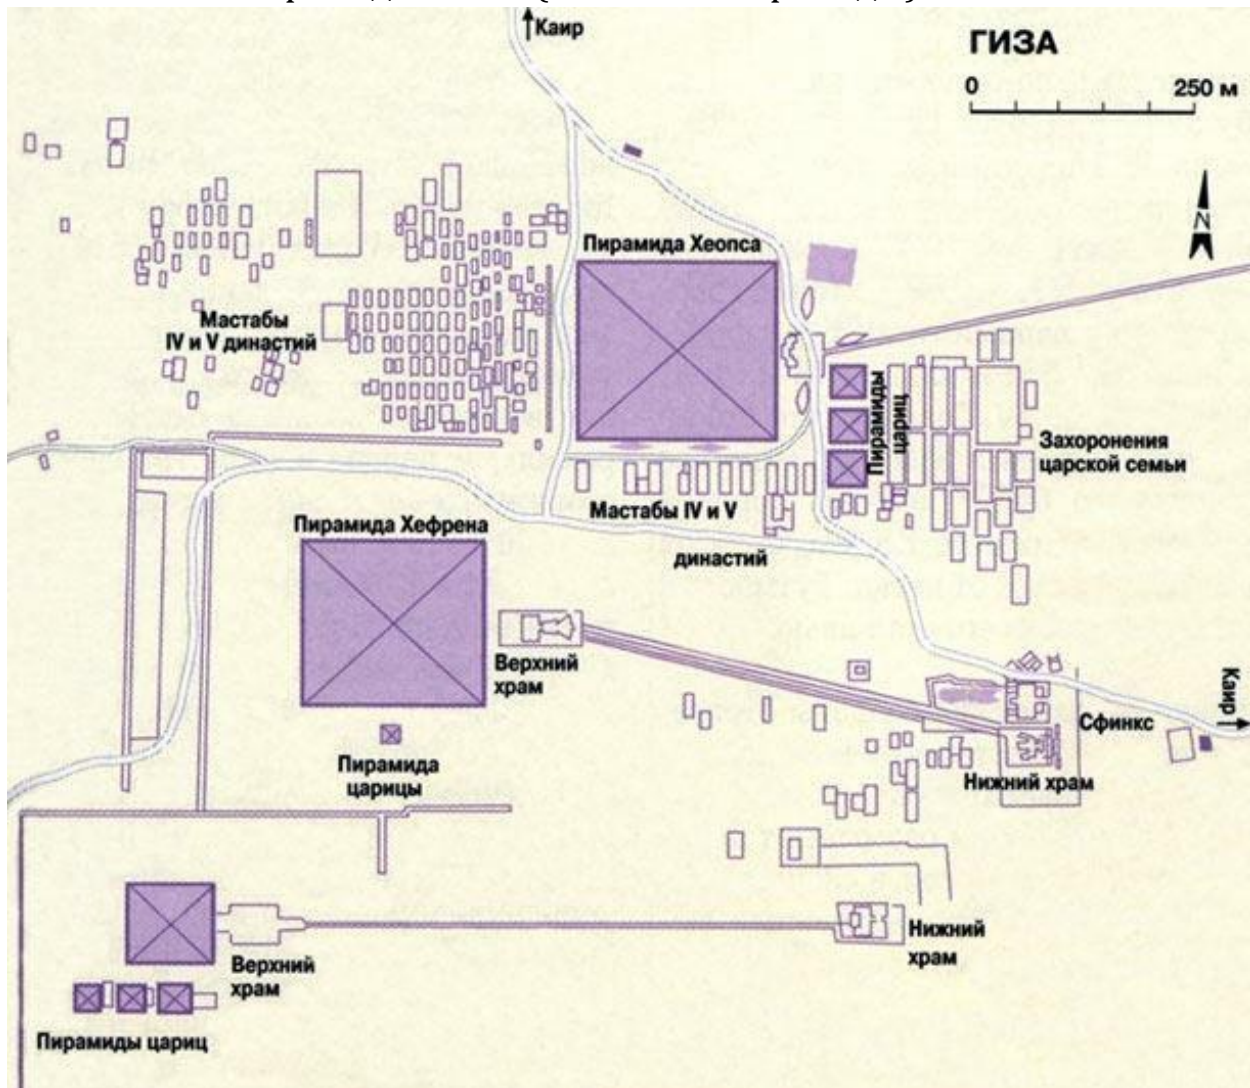 Каир
ГИЗА
0 250 м
N
Пирамида Хеопса
Мастабы
IV и V династий
Пирамиды
цариц
Захоронения
царской семьи
Мастабы IV и V
династий
Пирамида Хефрена
Верхний
храм
Каир
Сфинкс
Нижний храм
Пирамида
царицы
Нижний
храм
Верхний
храм
Пирамиды цариц